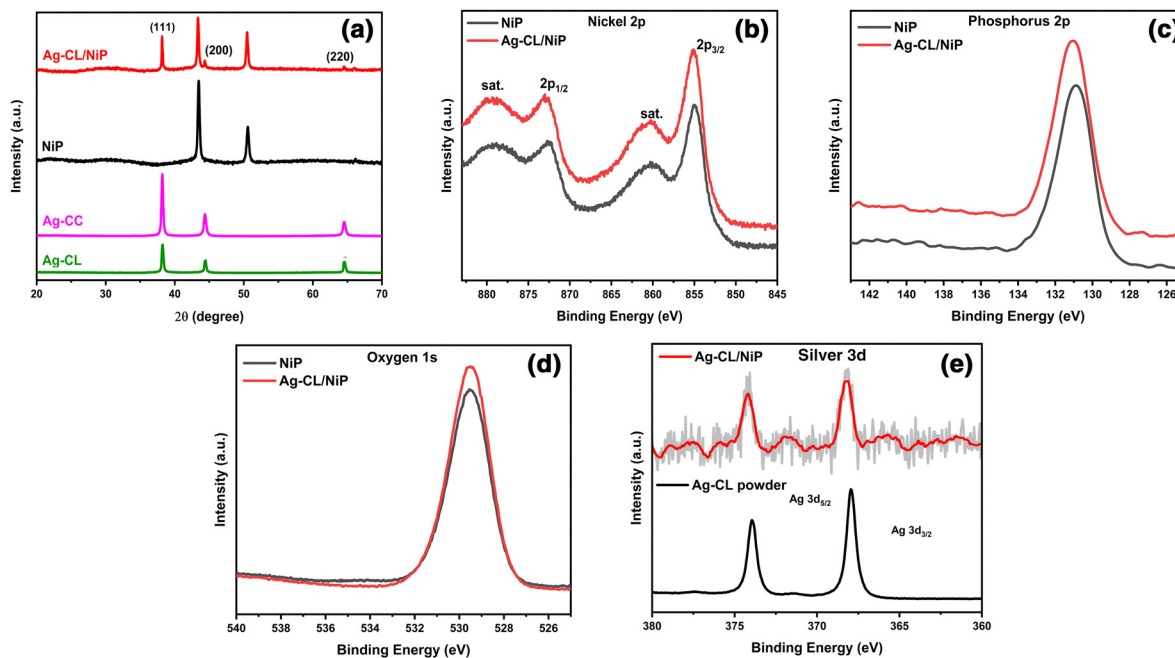 (a)
(111)
(200)
(220)
Ag-CL/NiP
NiP
Ag-CC
Ag-CL
Intensity (a.u.)
20 30 40 50 60 70
2θ (degree)
(b)
Nickel 2p
NiP
Ag-CL/NiP
2p3/2
2p1/2
sat.
sat.
Intensity (a.u.)
880 875 870 865 860 855 850 845
Binding Energy (eV)
(c)
Phosphorus 2p
NiP
Ag-CL/NiP
Intensity (a.u.)
142 140 138 136 134 132 130 128 126
Binding Energy (eV)
(d)
Oxygen 1s
NiP
Ag-CL/NiP
Intensity (a.u.)
540 538 536 534 532 530 528 526
Binding Energy (eV)
(e)
Silver 3d
Ag-CL/NiP
Ag-CL powder
Ag 3d5/2
Ag 3d3/2
Intensity (a.u.)
380 375 370 365 360
Binding Energy (eV)